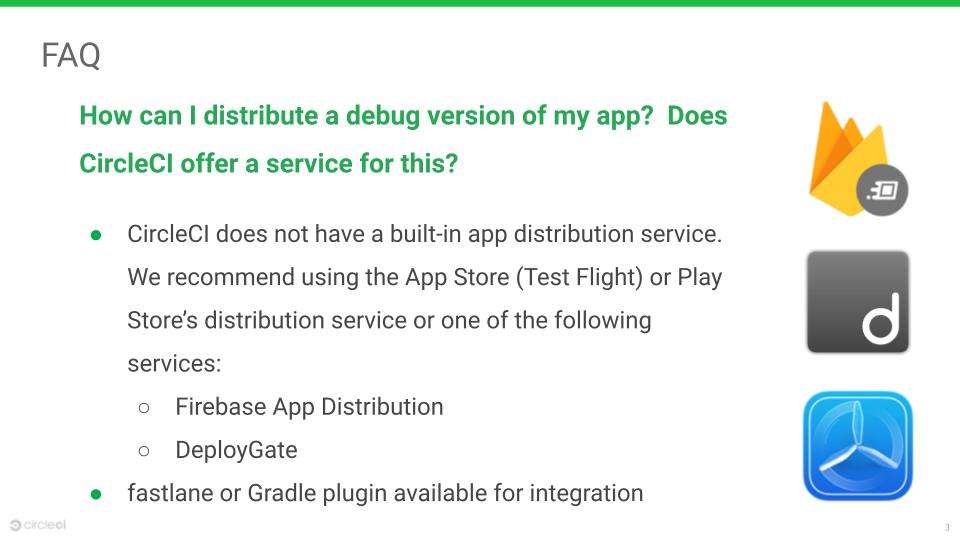 FAQ
How can I distribute a debug version of my app?  Does
CircleCI offer a service for this?
● CircleCI does not have a built-in app distribution service.
We recommend using the App Store (Test Flight) or Play
Store’s distribution service or one of the following
services:
○ Firebase App Distribution
○ DeployGate
● fastlane or Gradle plugin available for integration
d
circleci
3